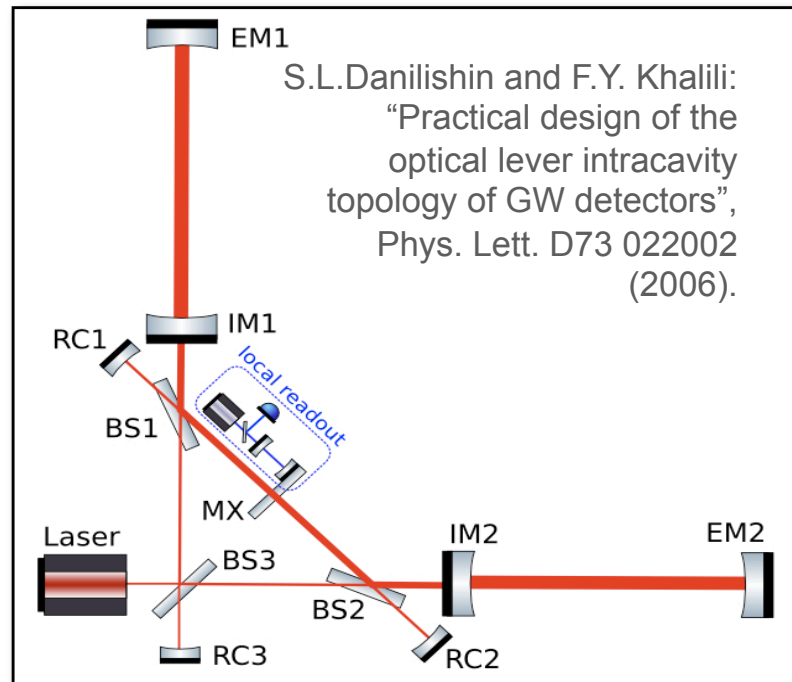 EM1
S.L.Danilishin and F.Y. Khalili:
“Practical design of the
optical lever intracavity
topology of GW detectors”,
Phys. Lett. D73 022002
(2006).
IM1
RC1
local readout
BS1
MX
Laser
BS3
IM2
EM2
BS2
RC3
RC2